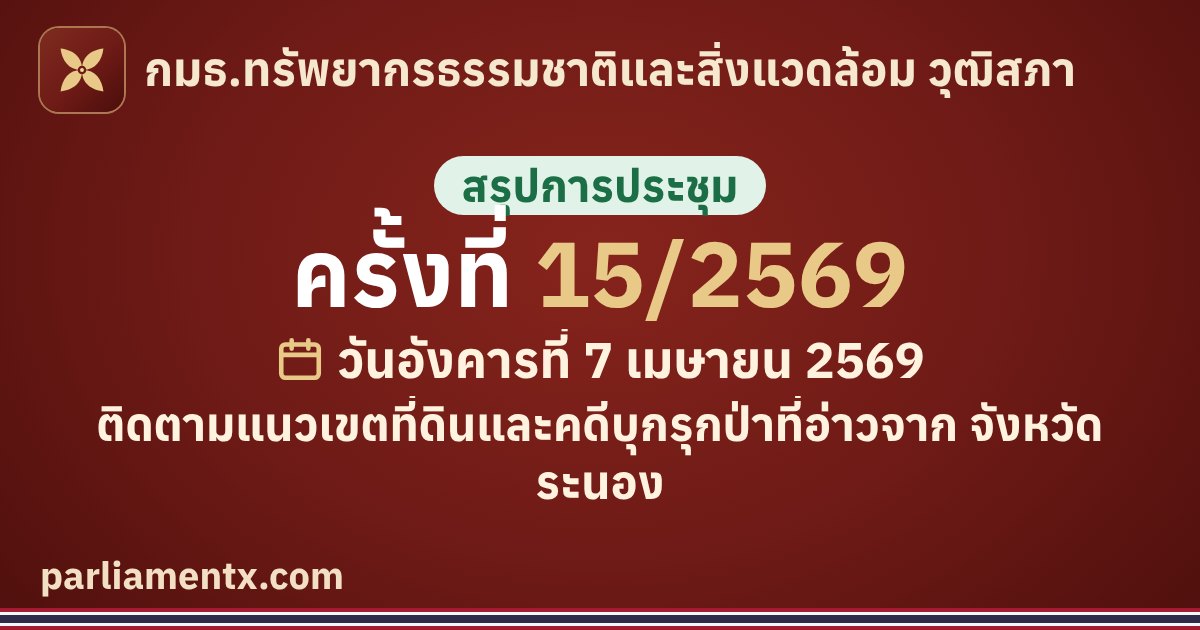 กมธ.ทรัพยากรธรรมชาติและสิ่งแวดล้อม วุฒิสภา
สรุปการประชุม
ครั้งที่ 15/2569
วันอังคารที่ 7 เมษายน 2569
ติดตามแนวเขตที่ดินและคดีบุกรุกป่าที่อ่าวจาก จังหวัด
ระนอง
parliamentx.com